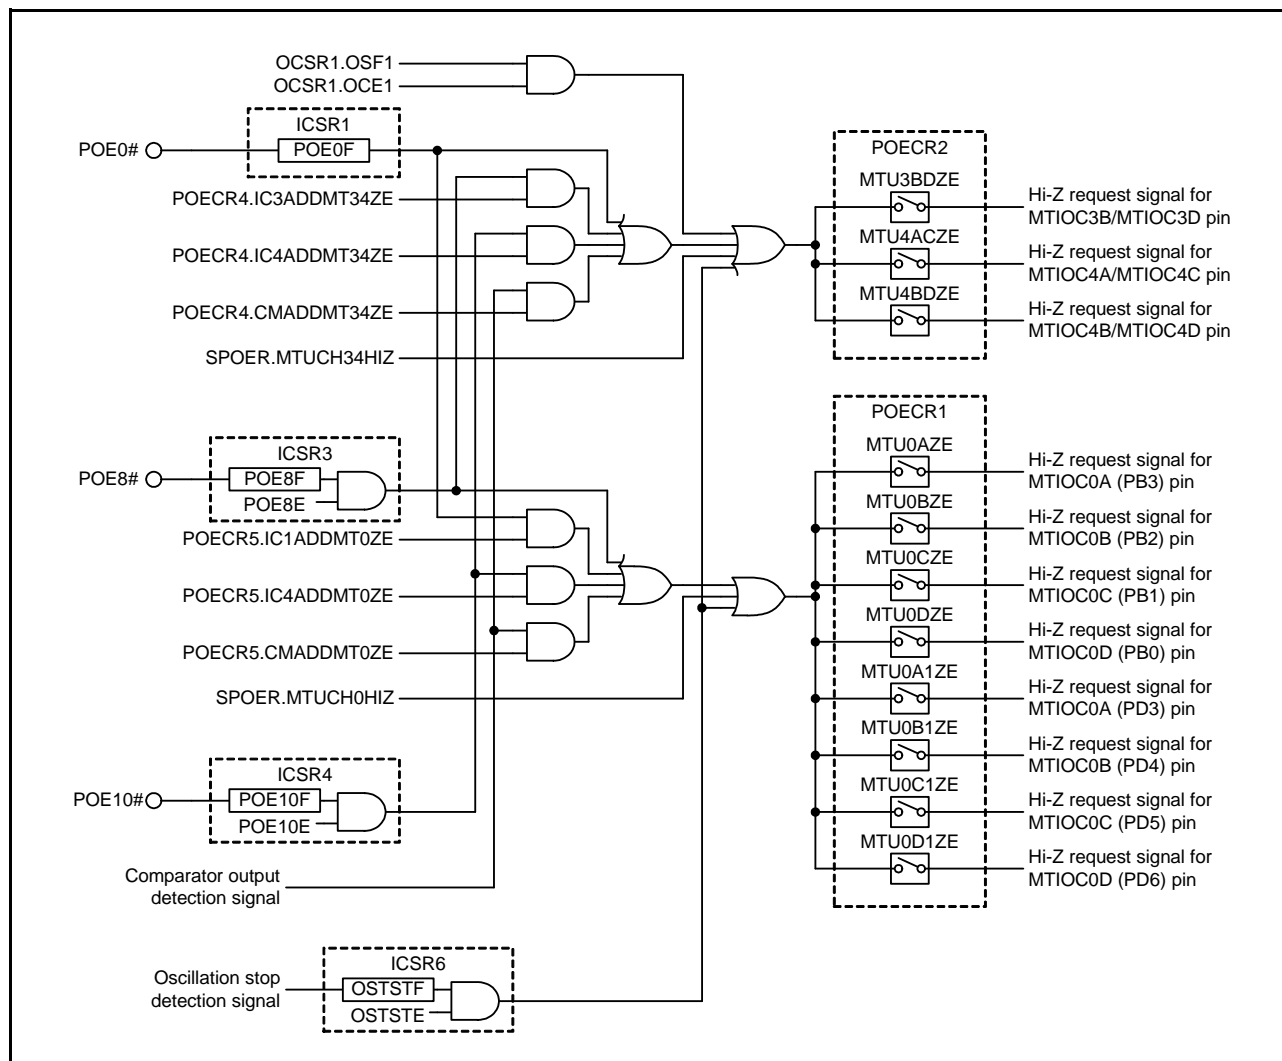 OCSR1.OSF1
OCSR1.OCE1
ICSR1
POE0#
POE0F
POECR4.IC3ADDMT34ZE
POECR4.IC4ADDMT34ZE
POECR4.CMADDMT34ZE
SPOER.MTUCH34HIZ
POECR2
MTU3BDZE
Hi-Z request signal for
MTIOC3B/MTIOC3D pin
MTU4ACZE
Hi-Z request signal for
MTIOC4A/MTIOC4C pin
MTU4BDZE
Hi-Z request signal for
MTIOC4B/MTIOC4D pin
ICSR3
POE8#
POE8F
POE8E
POECR5.IC1ADDMT0ZE
POECR5.IC4ADDMT0ZE
POECR5.CMADDMT0ZE
SPOER.MTUCH0HIZ
POECR1
MTU0AZE
Hi-Z request signal for
MTIOC0A (PB3) pin
MTU0BZE
Hi-Z request signal for
MTIOC0B (PB2) pin
MTU0CZE
Hi-Z request signal for
MTIOC0C (PB1) pin
MTU0DZE
Hi-Z request signal for
MTIOC0D (PB0) pin
MTU0A1ZE
Hi-Z request signal for
MTIOC0A (PD3) pin
MTU0B1ZE
Hi-Z request signal for
MTIOC0B (PD4) pin
MTU0C1ZE
Hi-Z request signal for
MTIOC0C (PD5) pin
MTU0D1ZE
Hi-Z request signal for
MTIOC0D (PD6) pin
ICSR4
POE10#
POE10F
POE10E
Comparator output
detection signal
ICSR6
Oscillation stop
detection signal
OSTSTF
OSTSTE